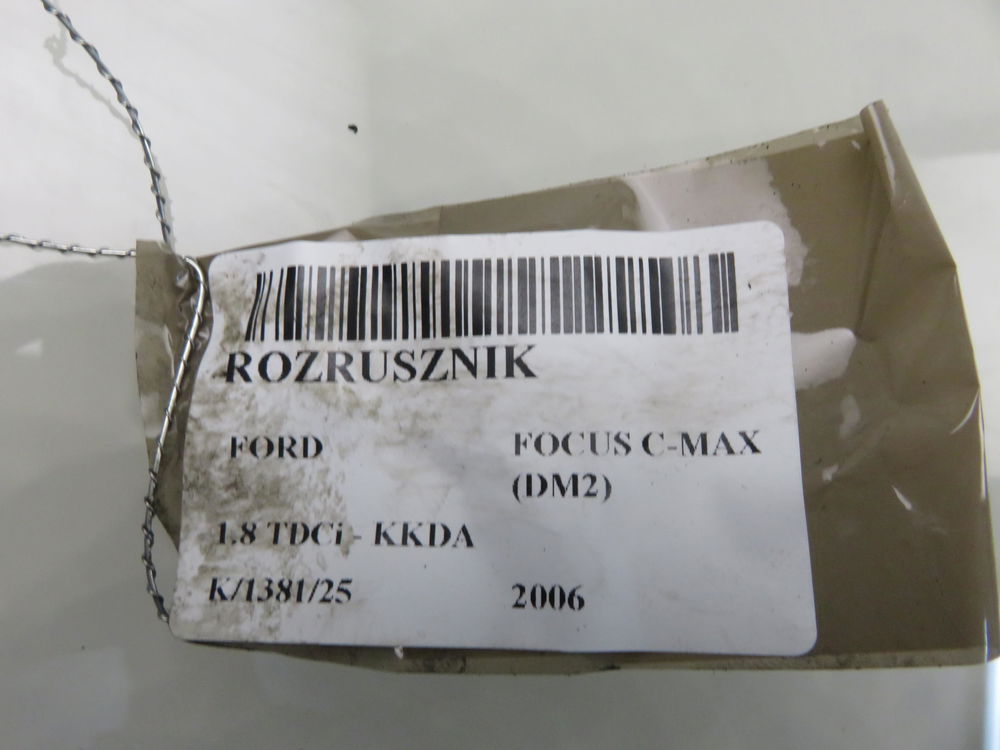 ROZRUSZNIK
FORD FOCUS C-MAX
(DM2)
1.8 TDCi - KKDA
K/1381/25 2006